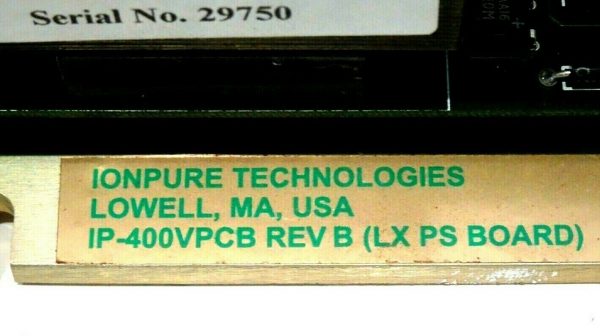 Serial No. 29750
IONPURE TECHNOLOGIES
LOWELL, MA, USA
IP-400VPCB REV B (LX PS BOARD)